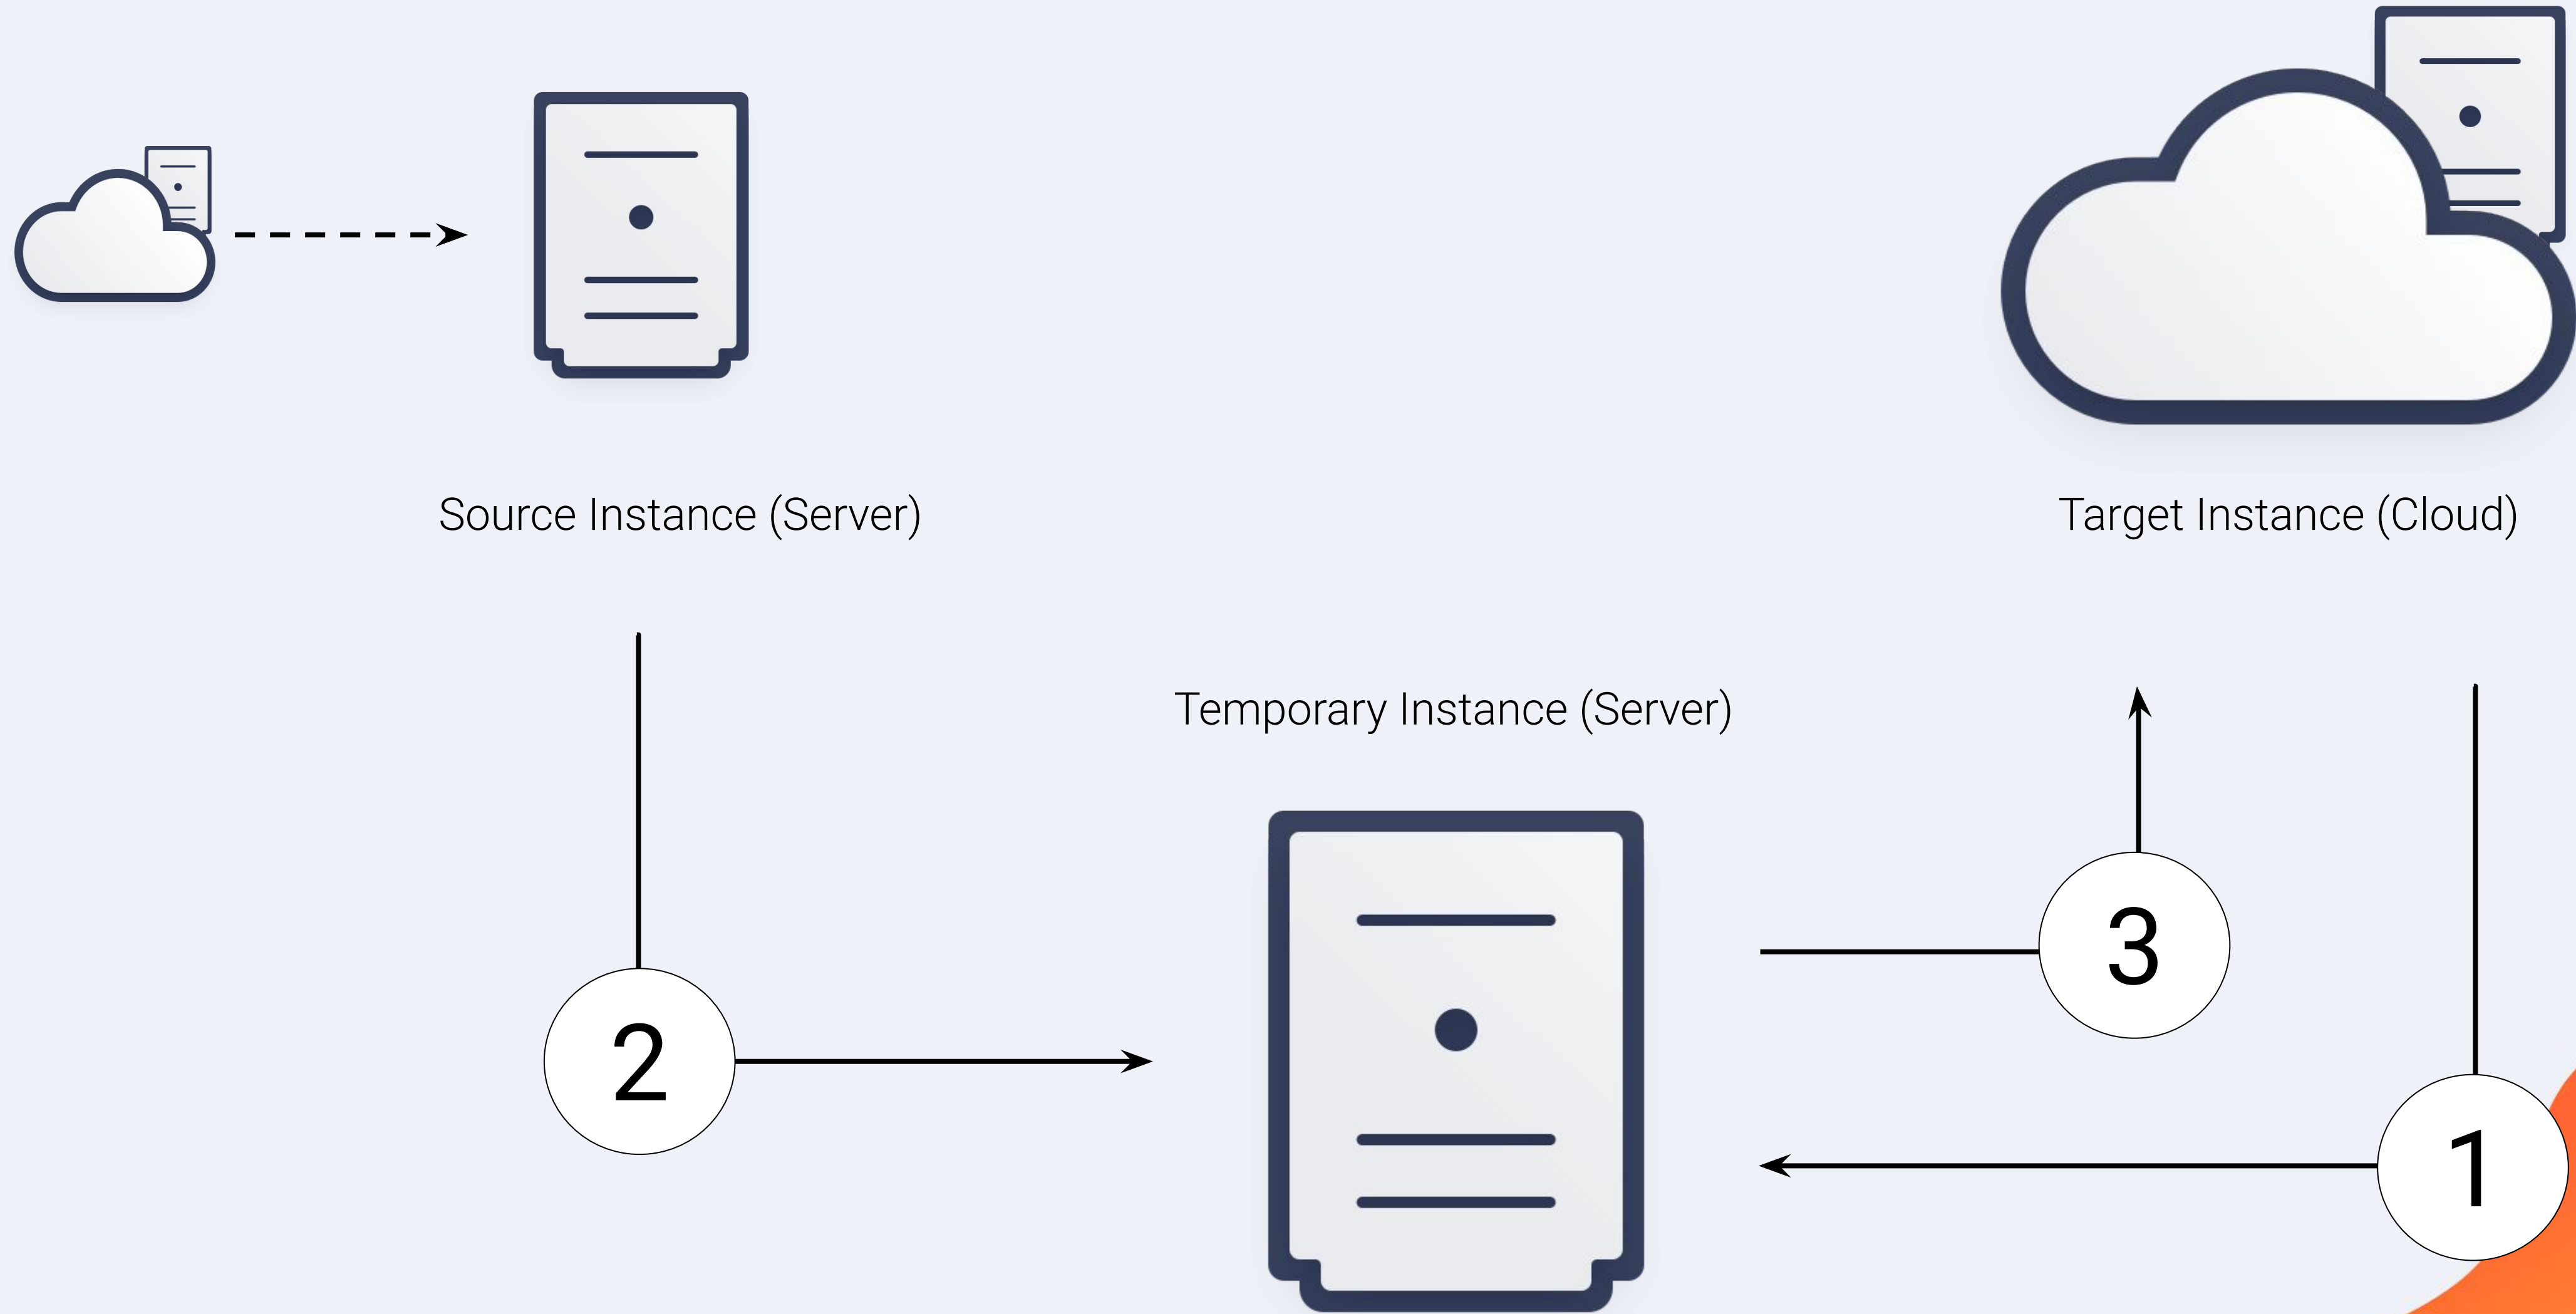 Source Instance (Server)
Target Instance (Cloud)
Temporary Instance (Server)
3
2
1